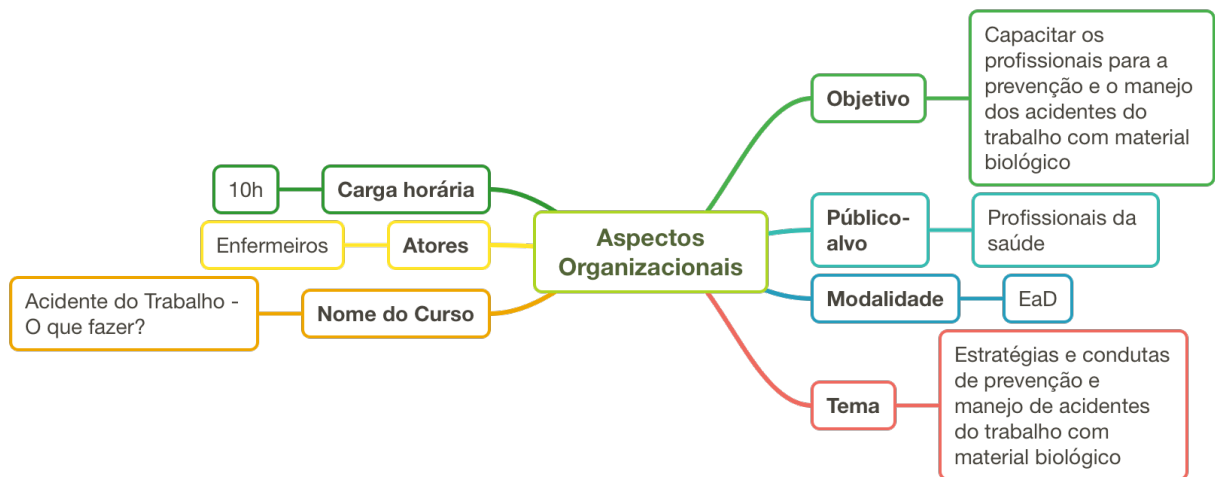 Aspectos
Organizacionais
Objetivo
Capacitar os
profissionais para a
prevenção e o manejo
dos acidentes do
trabalho com material
biológico
Público-
alvo
Profissionais da
saúde
Modalidade
EaD
Tema
Estratégias e condutas
de prevenção e
manejo de acidentes
do trabalho com
material biológico
Carga horária
10h
Atores
Enfermeiros
Nome do Curso
Acidente do Trabalho -
O que fazer?